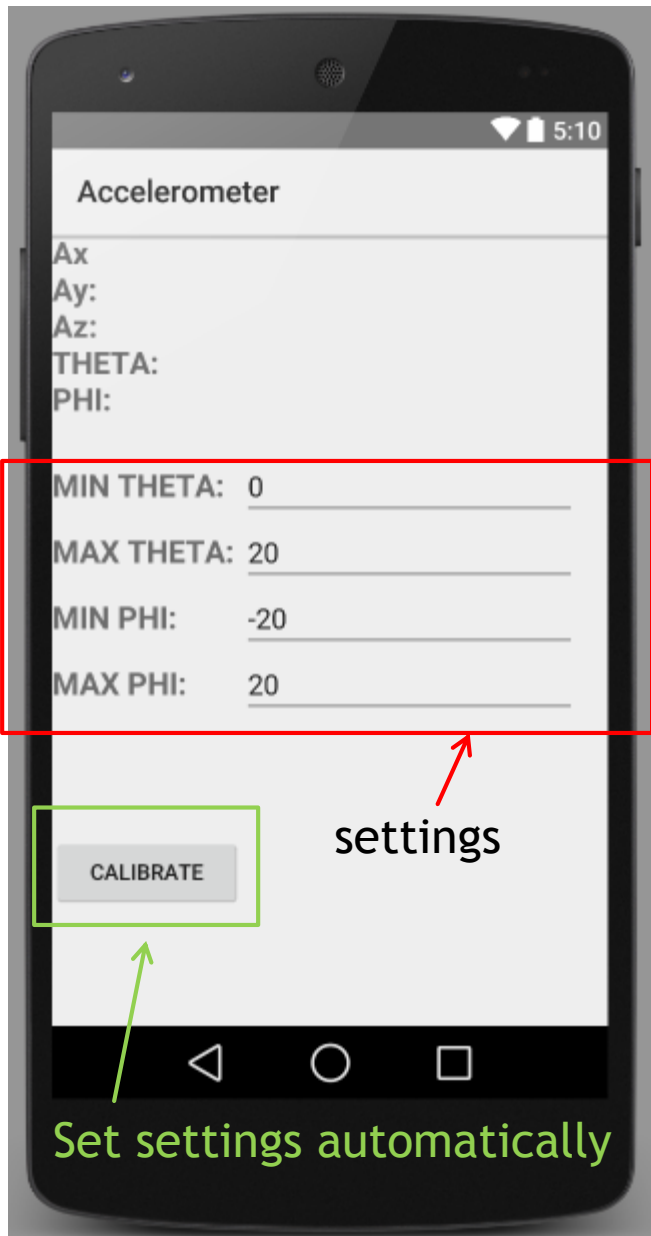 5:10
Accelerometer
Ax
Ay:
Az:
THETA:
PHI:
MIN THETA: 0
MAX THETA: 20
MIN PHI: -20
MAX PHI: 20
settings
CALIBRATE
Set settings automatically